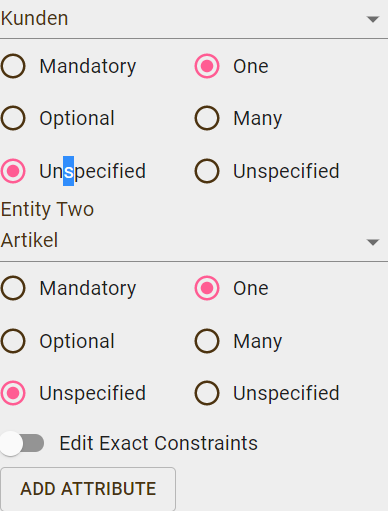 Kunden
Mandatory One
Optional Many
Unspecified Unspecified
Entity Two
Artikel
Mandatory One
Optional Many
Unspecified Unspecified
Edit Exact Constraints
ADD ATTRIBUTE